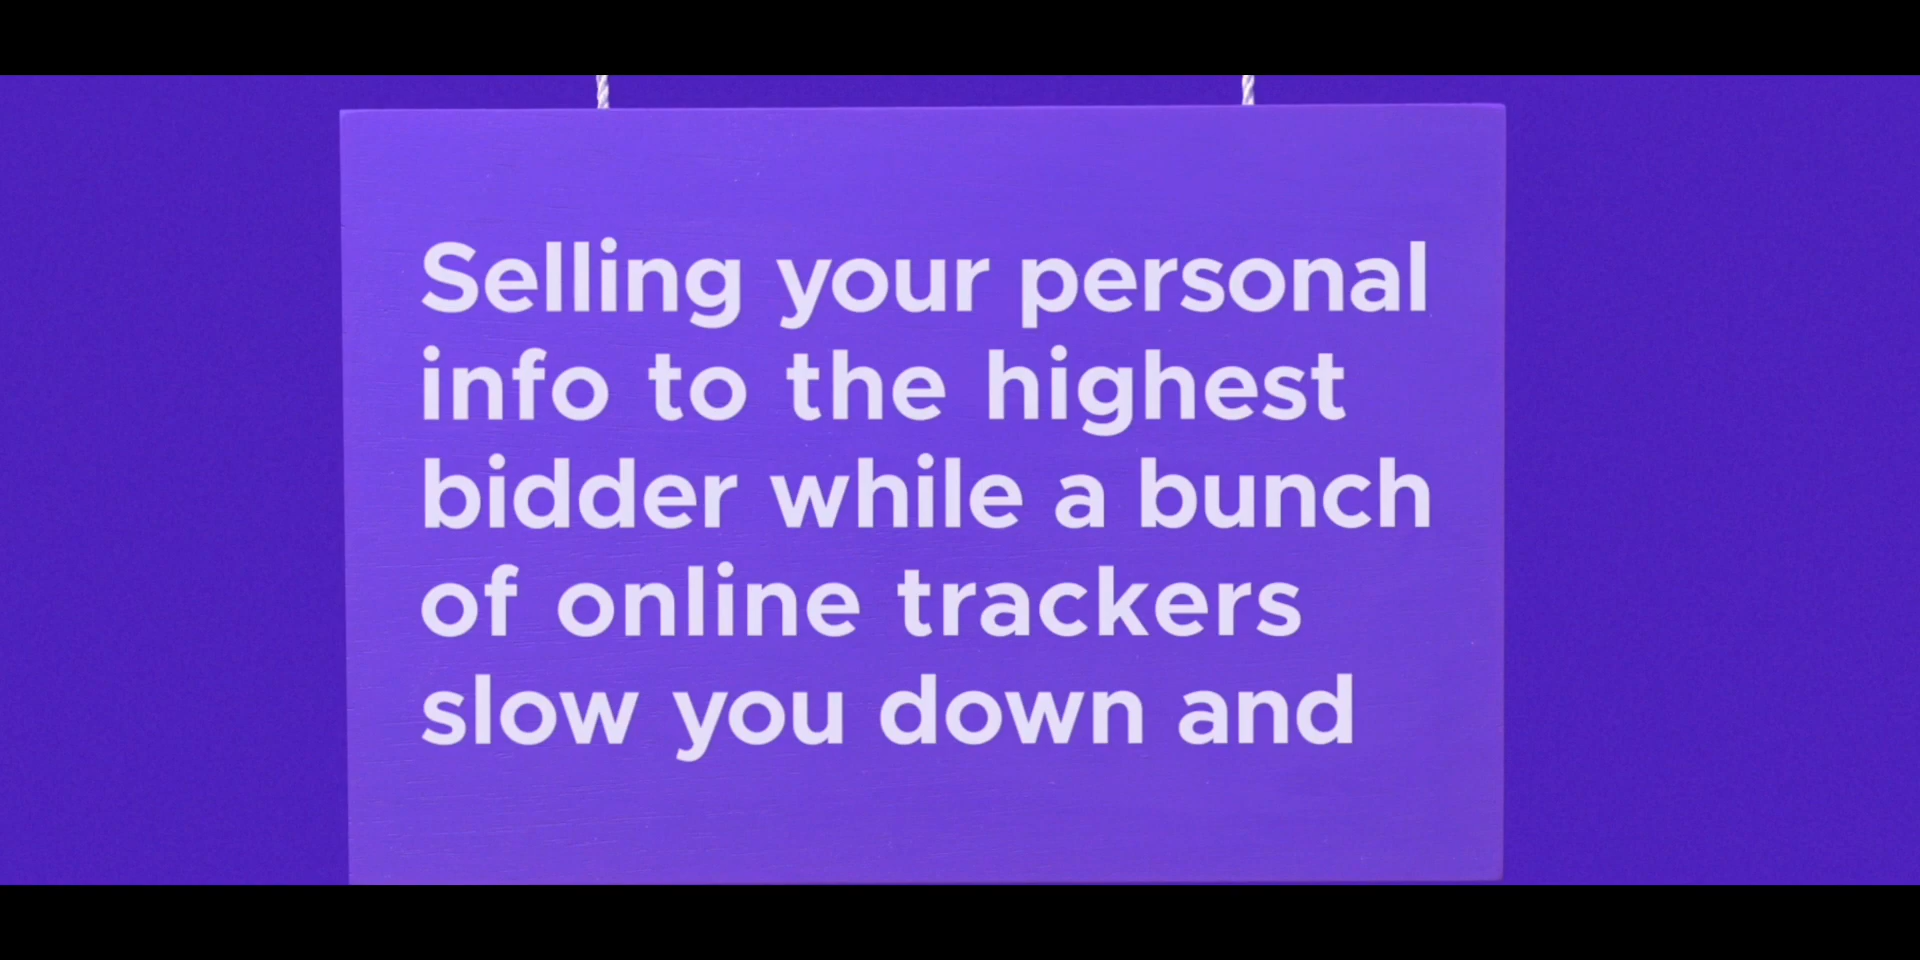 Selling your personal
info to the highest
bidder while a bunch
of online trackers
slow you down and